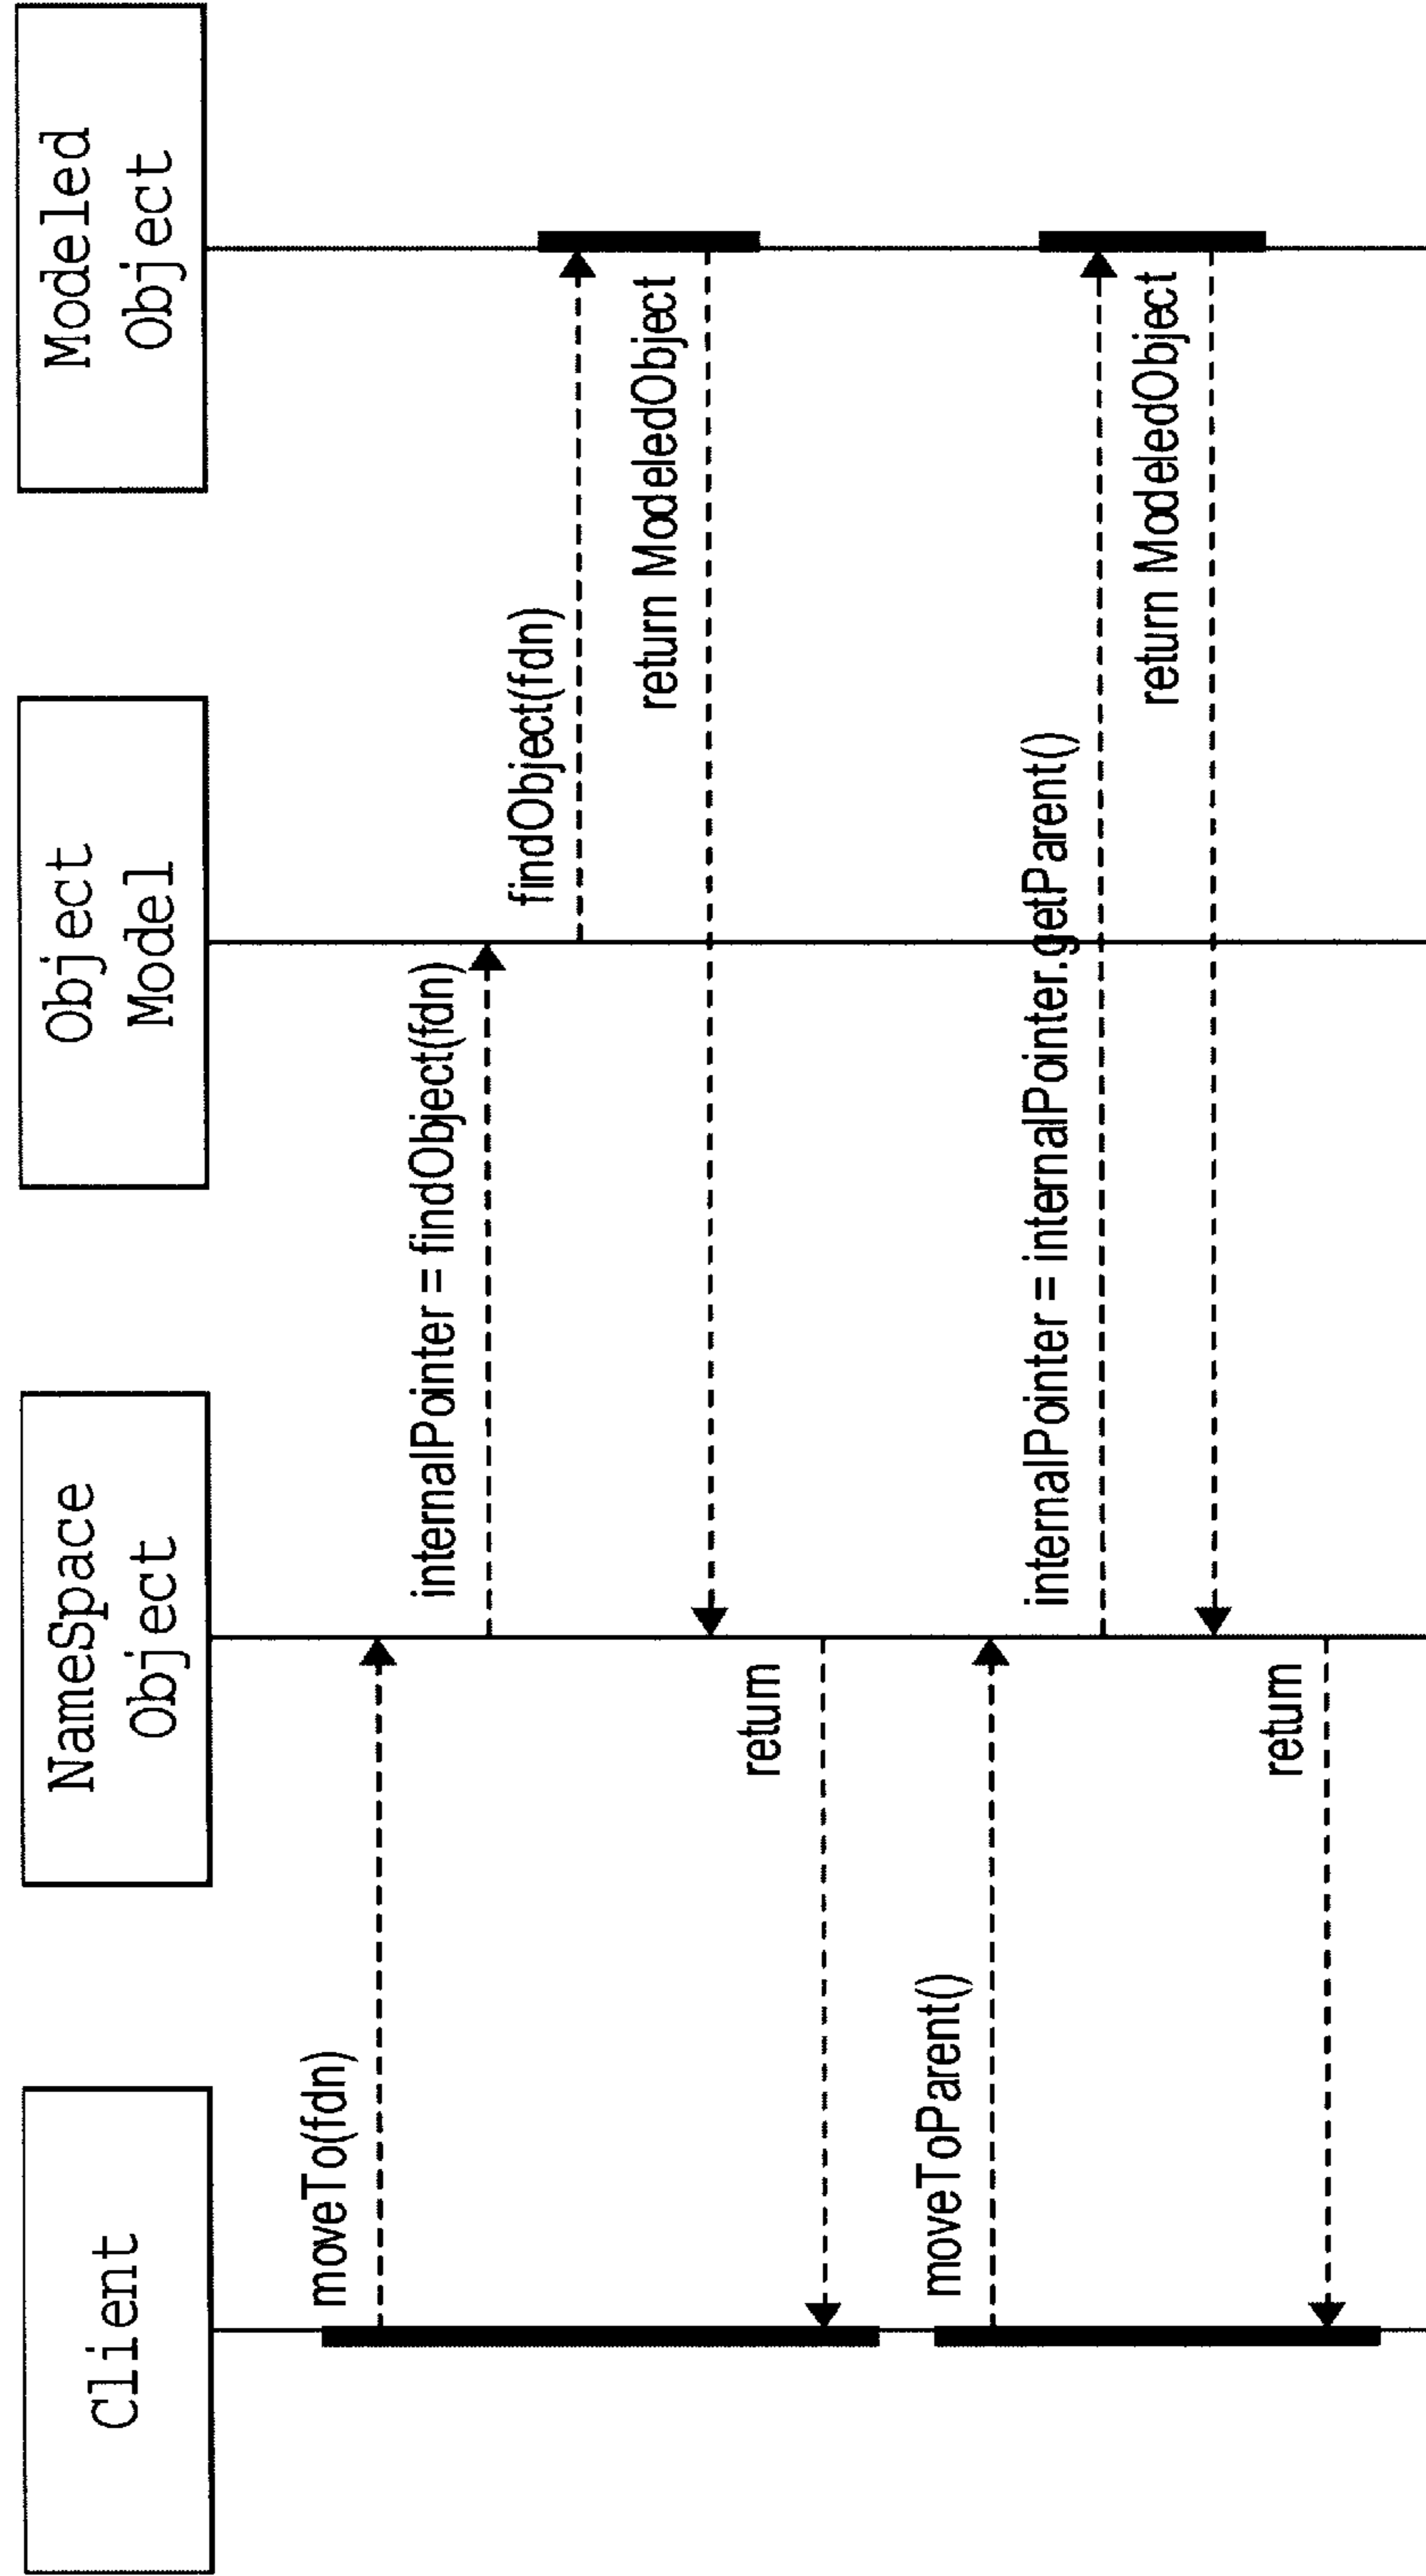 Client
NameSpace
Object
Object
Model
Modeled
Object
moveTo(fdn)
internalPointer = findObject(fdn)
findObject(fdn)
return ModeledObject
return
moveToParent()
internalPointer = internalPointer.getParent()
return ModeledObject
return